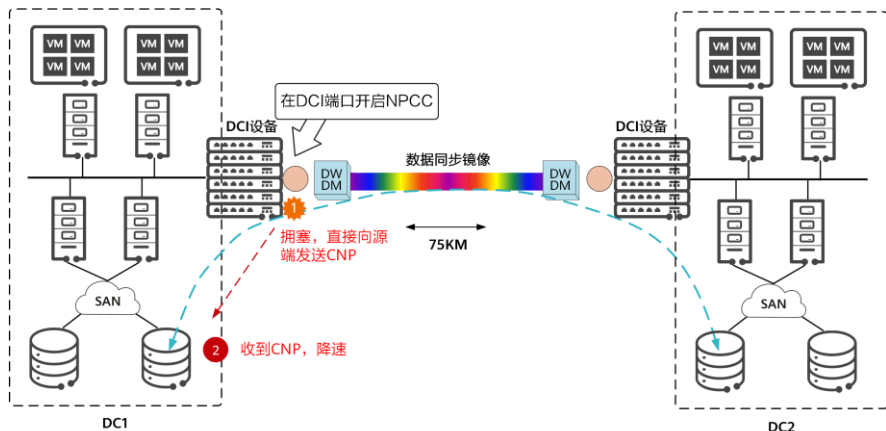 VM VM VM VM
VM VM VM VM
VM VM VM VM
VM VM VM VM
在DCI端口开启NPCC
DCI设备
DCI设备
数据同步镜像
DW
DM
DW
DM
1
拥塞，直接向源
端发送CNP
75KM
SAN
SAN
2
收到CNP，降速
DC1
DC2